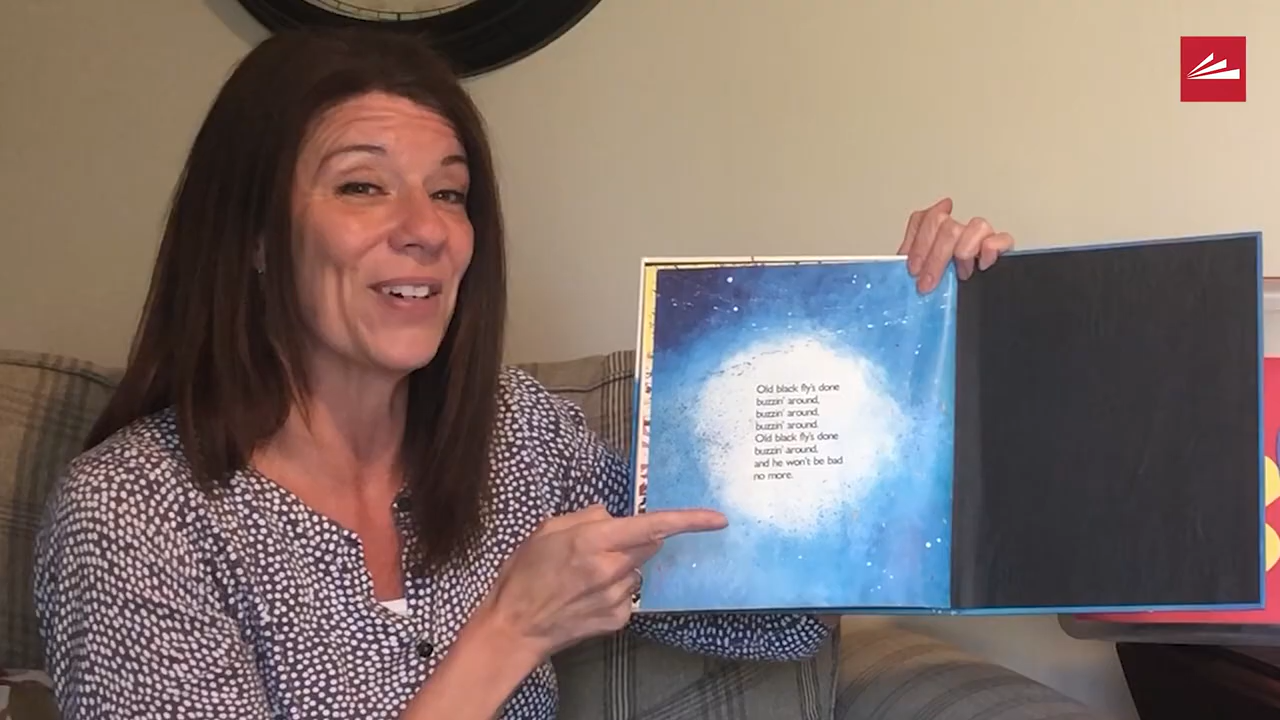 Old black fly's done
buzzin' around,
buzzin' around,
buzzin' around.
Old black fly's done
buzzin' around,
and he won't be bad
no more.